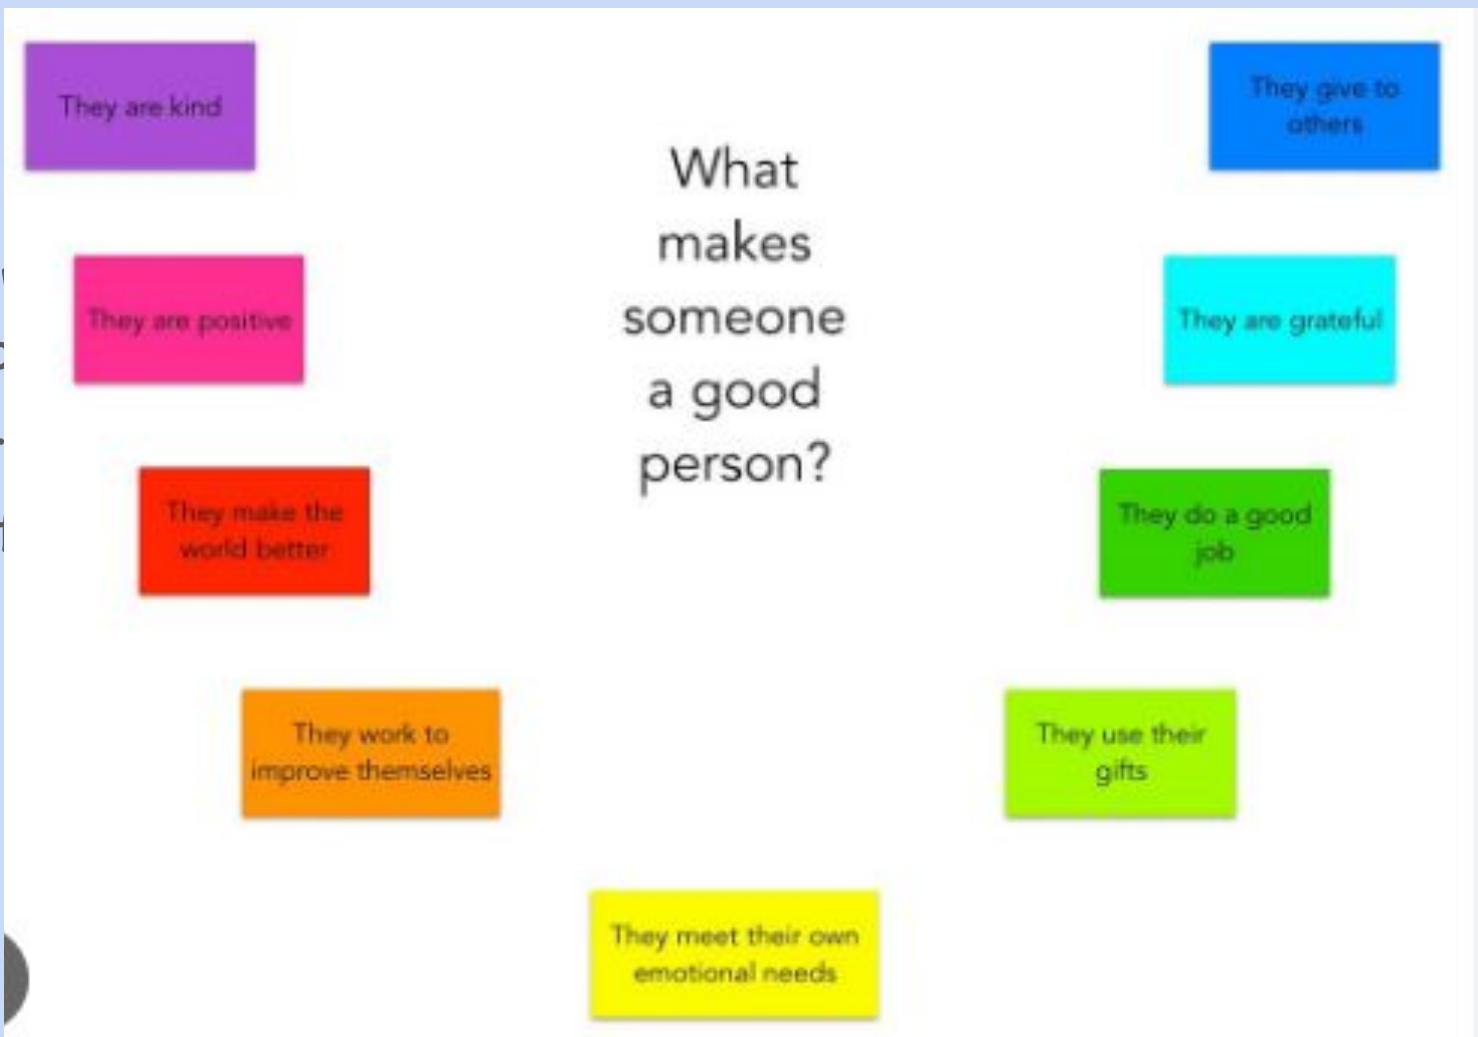 They are kind
They give to
others
What
makes
someone
a good
person?
They are positive
They are grateful
They make the
world better
They do a good
job
They work to
improve themselves
They use their
gifts
They meet their own
emotional needs